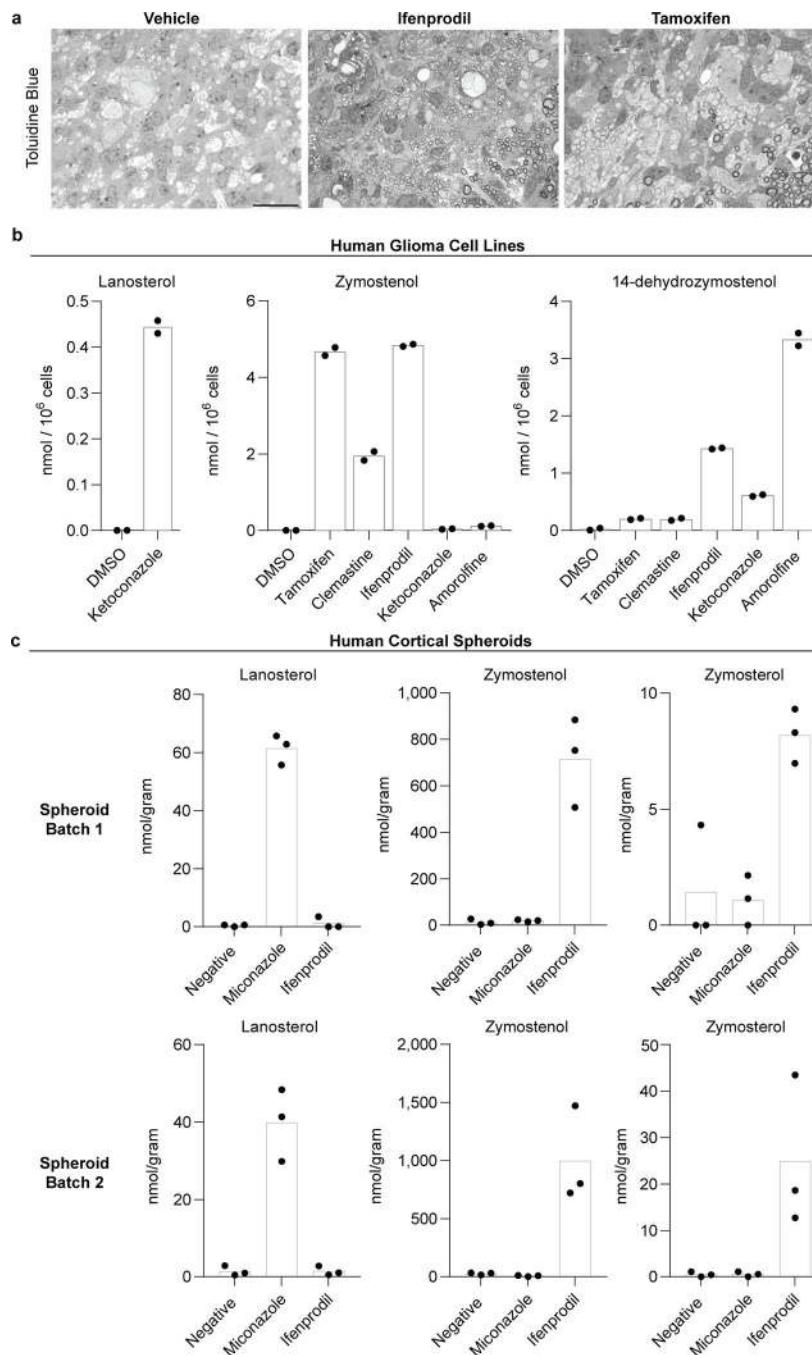 a
Vehicle
Ifenprodil
Tamoxifen
Toluidine Blue
b
Human Glioma Cell Lines
Lanosterol
nmol / 10⁶ cells
0.5
0.4
0.3
0.2
0.1
0.0
DMSO
Ketoconazole
Zymostenol
nmol / 10⁶ cells
6
4
2
0
DMSO
Tamoxifen
Clemastine
Ifenprodil
Ketoconazole
Amorolfine
14-dehydrozymostenol
nmol / 10⁶ cells
4
3
2
1
0
DMSO
Tamoxifen
Clemastine
Ifenprodil
Ketoconazole
Amorolfine
c
Human Cortical Spheroids
Spheroid
Batch 1
Lanosterol
nmol/gram
80
60
40
20
0
Negative
Miconazole
Ifenprodil
Zymostenol
nmol/gram
1,000
800
600
400
200
0
Negative
Miconazole
Ifenprodil
Zymosterol
nmol/gram
10
5
0
Negative
Miconazole
Ifenprodil
Spheroid
Batch 2
Lanosterol
nmol/gram
60
40
20
0
Negative
Miconazole
Ifenprodil
Zymostenol
nmol/gram
2,000
1,500
1,000
500
0
Negative
Miconazole
Ifenprodil
Zymosterol
nmol/gram
50
40
30
20
10
0
Negative
Miconazole
Ifenprodil